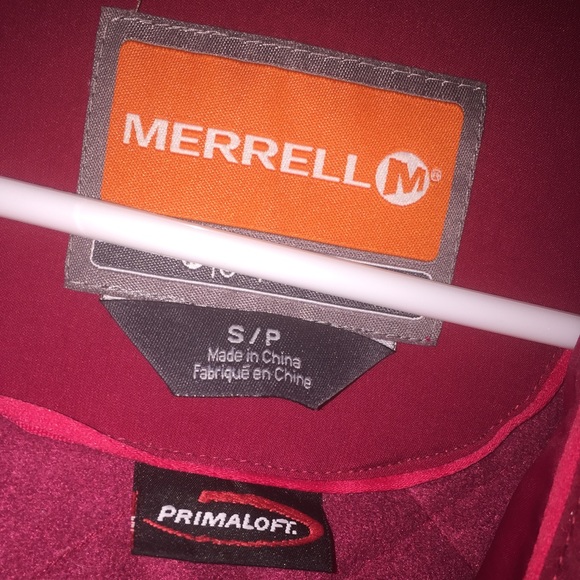 MERRELL M®
S/P
Made in China
Fabriqué en Chine
PRIMALOFT.